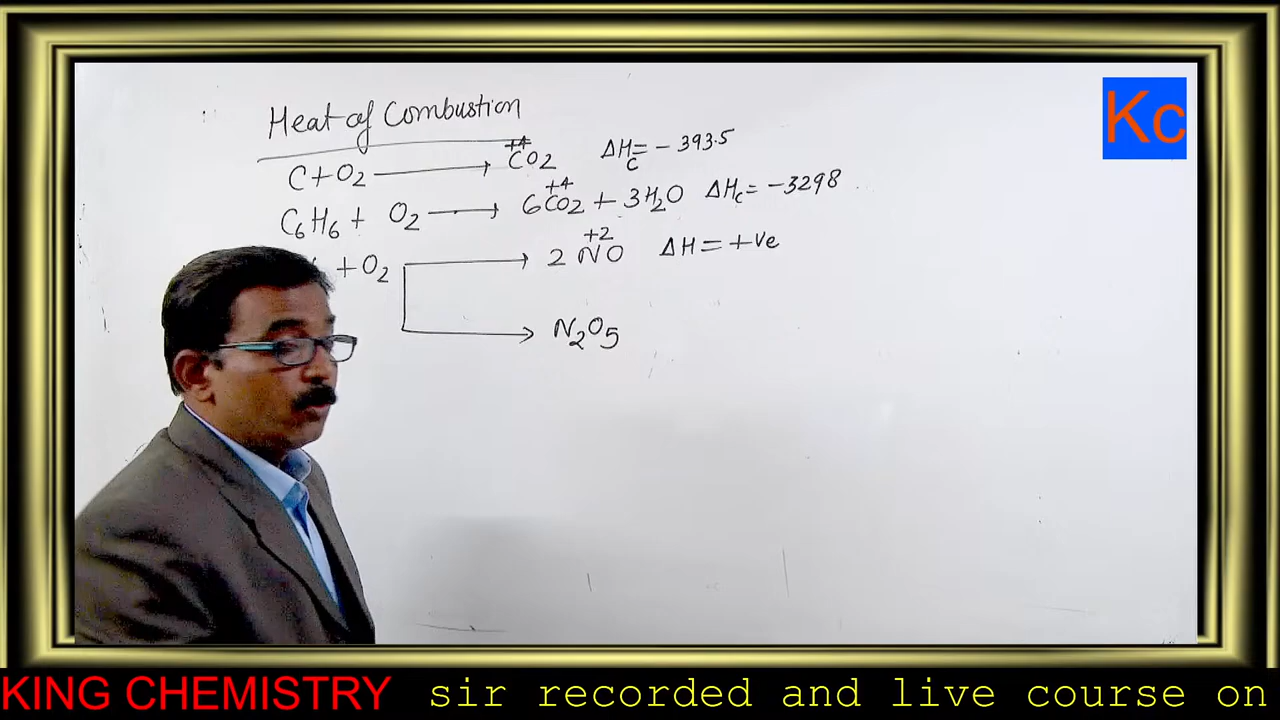 Heat of Combustion
Kc
C + O2 → +4 CO2 ΔHc = - 393.5
C6H6 + O2 → 6 +4 CO2 + 3H2O ΔHc = -3298
+ O2 → 2 +2 NO ΔH = +ve
→ N2O5
KING CHEMISTRY sir recorded and live course on